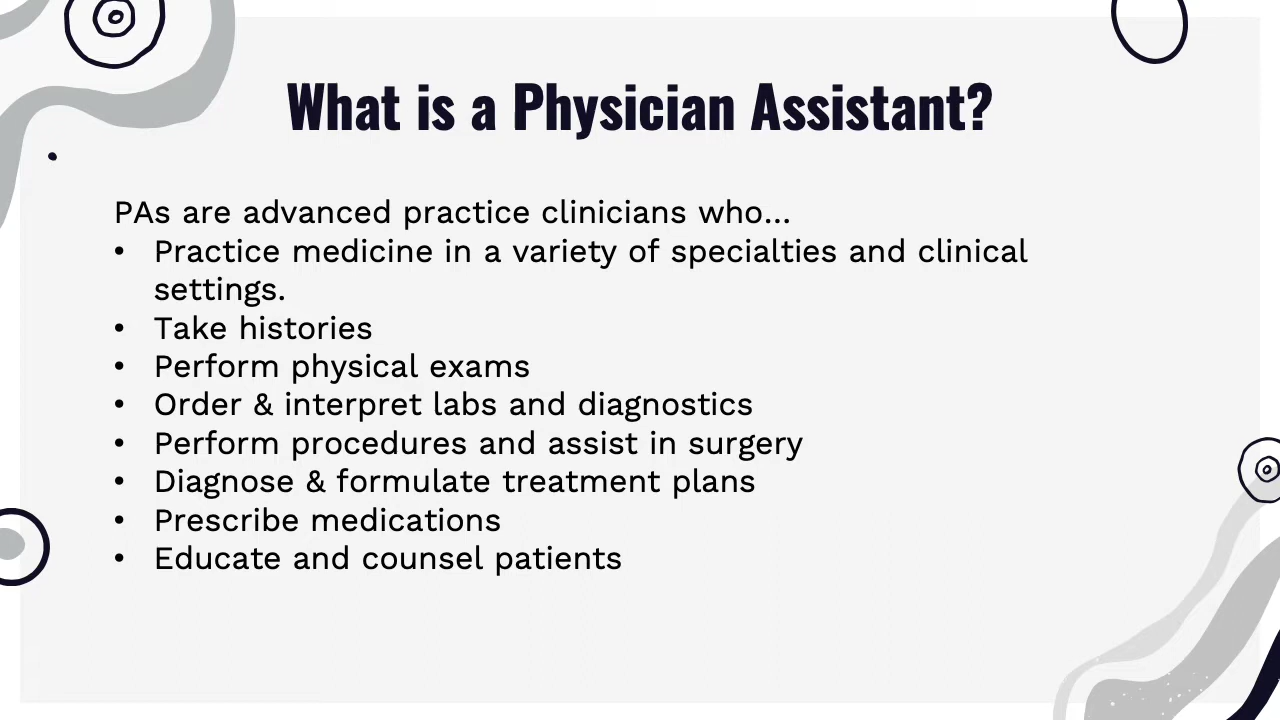 What is a Physician Assistant?
PAs are advanced practice clinicians who...
• Practice medicine in a variety of specialties and clinical
settings.
• Take histories
• Perform physical exams
• Order & interpret labs and diagnostics
• Perform procedures and assist in surgery
• Diagnose & formulate treatment plans
• Prescribe medications
• Educate and counsel patients